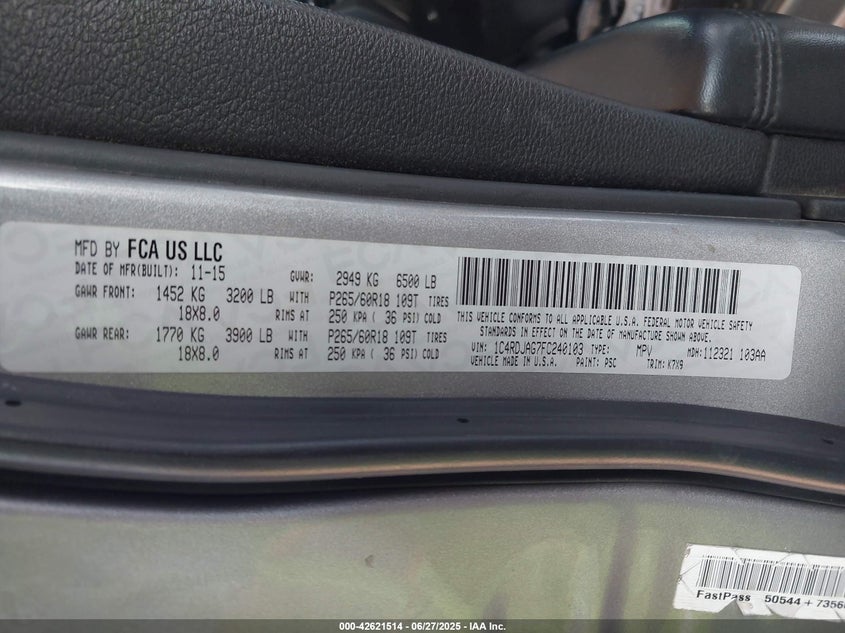 MFD BY FCA US LLC
DATE OF MFR(BUILT): 11-15 GVWR: 2949 KG 6500 LB
GAWR FRONT: 1452 KG 3200 LB WITH P265/60R18 109T TIRES
18X8.0 RIMS AT 250 KPA ( 36 PSI) COLD
GAWR REAR: 1770 KG 3900 LB WITH P265/60R18 109T TIRES
18X8.0 RIMS AT 250 KPA ( 36 PSI) COLD
THIS VEHICLE CONFORMS TO ALL APPLICABLE U.S.A. FEDERAL MOTOR VEHICLE SAFETY
STANDARDS IN EFFECT ON THE DATE OF MANUFACTURE SHOWN ABOVE.
VIN: 1C4RDJAG7FC240103 TYPE: MPV MDH:112321 103AA
VEHICLE MADE IN U.S.A. PAINT: PSC TRIM: K7X9
FastPass 50544 +
000-42621514 - 06/27/2025 - IAA Inc.